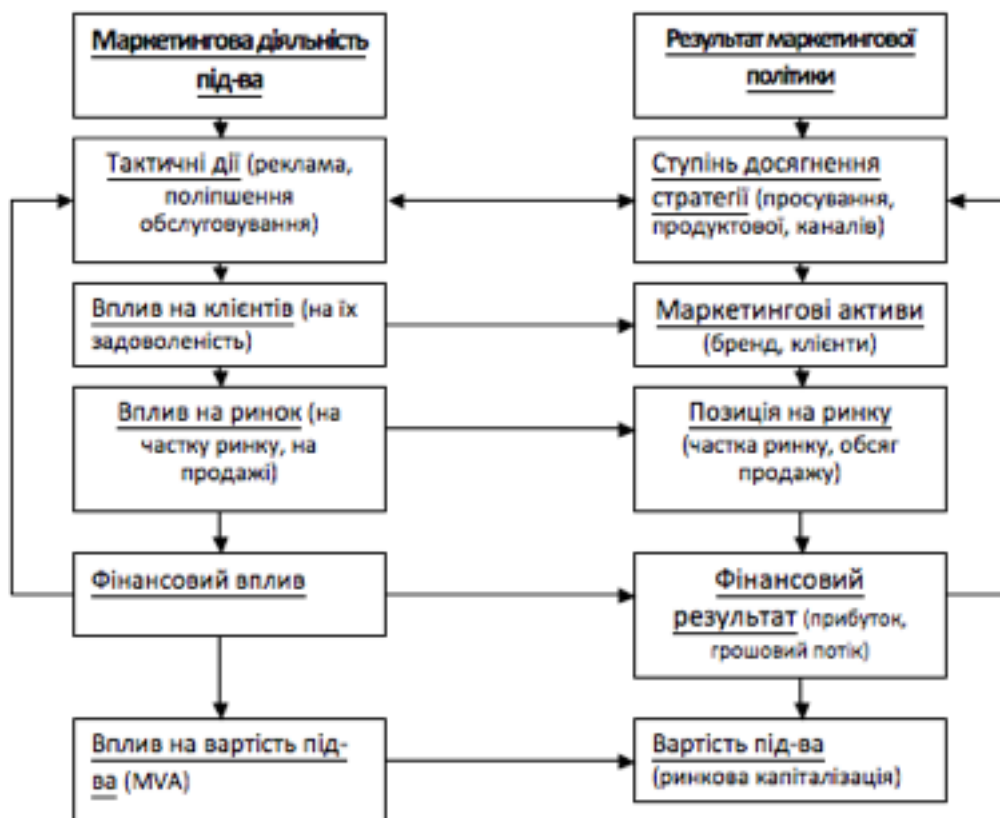 Маркетингова діяльність
під-ва
Результат маркетингової
політики
Тактичні дії (реклама,
поліпшення
обслуговування)
Ступінь досягнення
стратегії (просування,
продуктової, каналів)
Вплив на клієнтів (на їх
задоволеність)
Маркетингові активи
(бренд, клієнти)
Вплив на ринок (на
частку ринку, на
продажі)
Позиція на ринку
(частка ринку, обсяг
продажу)
Фінансовий вплив
Фінансовий
результат (прибуток,
грошовий потік)
Вплив на вартість під-
ва (MVA)
Вартість під-ва
(ринкова капіталізація)